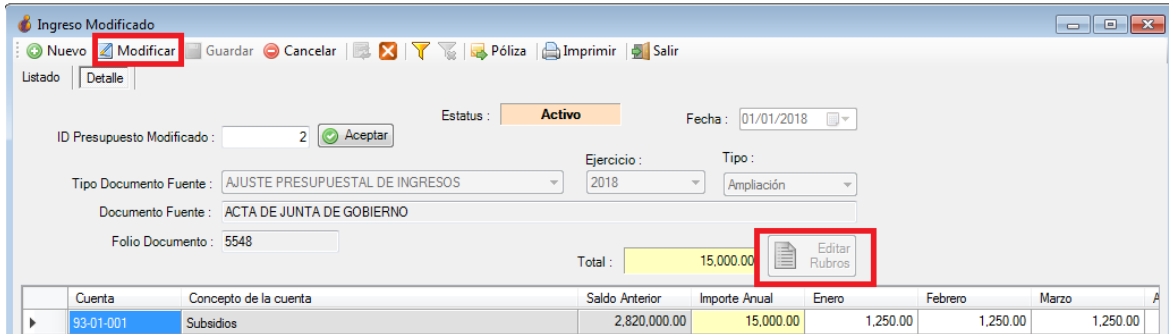 Ingreso Modificado
Nuevo Modificar Guardar Cancelar Póliza Imprimir Salir
Listado Detalle
Estatus : Activo Fecha : 01/01/2018
ID Presupuesto Modificado : 2 Aceptar
Ejercicio : Tipo :
Tipo Documento Fuente : AJUSTE PRESUPUESTAL DE INGRESOS 2018 Ampliación
Documento Fuente : ACTA DE JUNTA DE GOBIERNO
Folio Documento : 5548
Total : 15,000.00 Editar Rubros
Cuenta Concepto de la cuenta Saldo Anterior Importe Anual Enero Febrero Marzo A
93-01-001 Subsidios 2,820,000.00 15,000.00 1,250.00 1,250.00 1,250.00